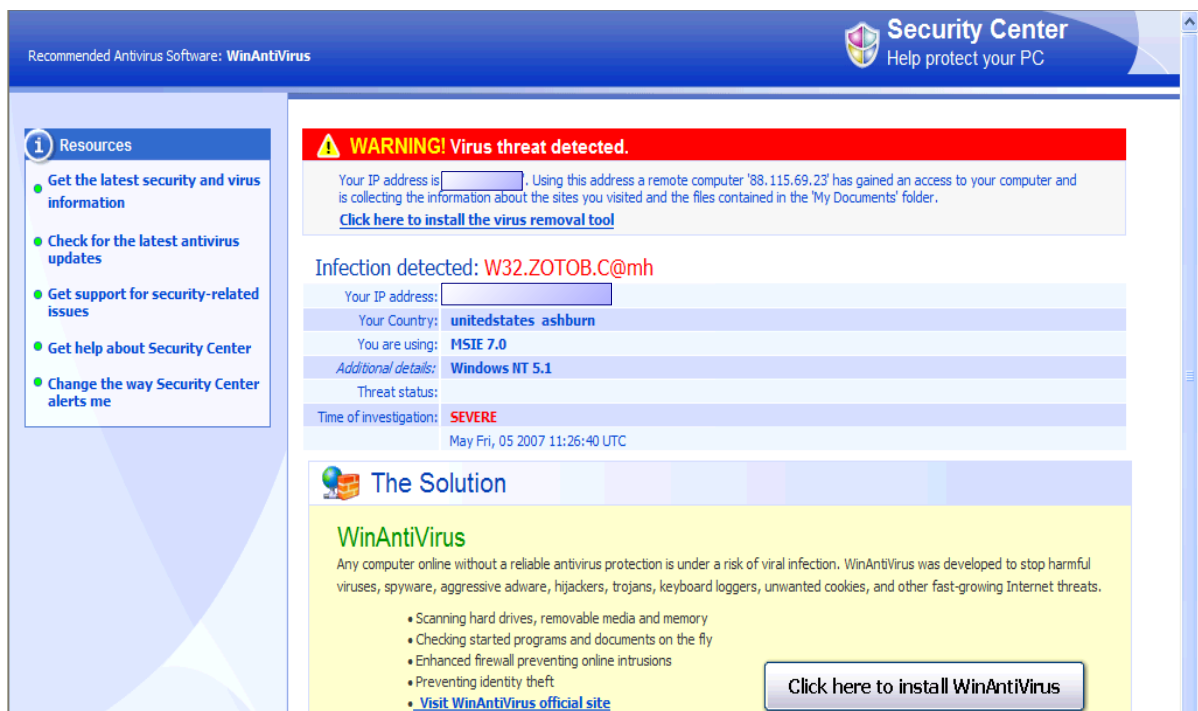 Recommended Antivirus Software: WinAntiVirus
Security Center
Help protect your PC
Resources
Get the latest security and virus
information
Check for the latest antivirus
updates
Get support for security-related
issues
Get help about Security Center
Change the way Security Center
alerts me
WARNING! Virus threat detected.
Your IP address is '. Using this address a remote computer '88.115.69.23' has gained an access to your computer and
is collecting the information about the sites you visited and the files contained in the 'My Documents' folder.
Click here to install the virus removal tool
Infection detected: W32.ZOTOB.C@mh
Your IP address:
Your Country: unitedstates ashburn
You are using: MSIE 7.0
Additional details: Windows NT 5.1
Threat status:
Time of investigation: SEVERE
May Fri, 05 2007 11:26:40 UTC
The Solution
WinAntiVirus
Any computer online without a reliable antivirus protection is under a risk of viral infection. WinAntiVirus was developed to stop harmful
viruses, spyware, aggressive adware, hijackers, trojans, keyboard loggers, unwanted cookies, and other fast-growing Internet threats.
• Scanning hard drives, removable media and memory
• Checking started programs and documents on the fly
• Enhanced firewall preventing online intrusions
• Preventing identity theft
• Visit WinAntiVirus official site
Click here to install WinAntiVirus